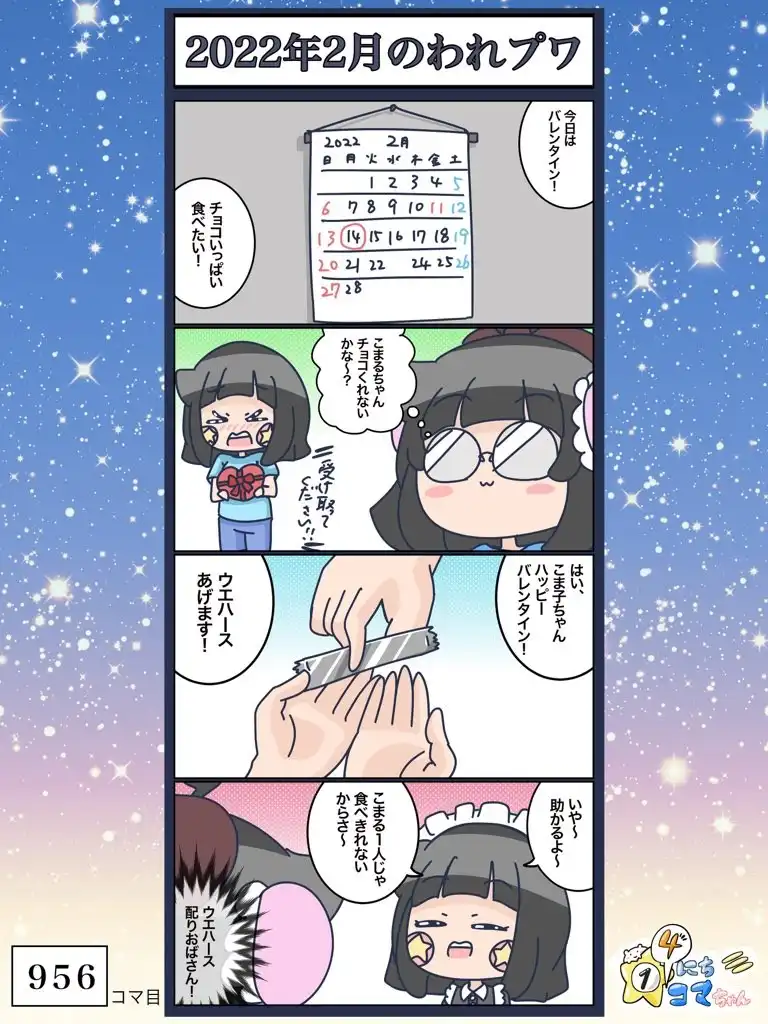 2022年2月のわれプワ
今日は
バレンタイン!
2022 2月
日 月 火 水 木 金 土
1 2 3 4 5
6 7 8 9 10 11 12
13 14 15 16 17 18 19
20 21 22 24 25 26
27 28
チョコいっぱい
食べたい!
こまるちゃん
チョコくれない
かな〜?
受け取て
ください!!
はい、
こま子ちゃん
ハッピー
バレンタイン!
ウエハース
あげます!
いや〜
助かるよ〜
こまる1人じゃ
食べきれない
からさ〜
ウエハース
配りおばさん!
956
コマ目
1
4
にち
コマ
ちゃん